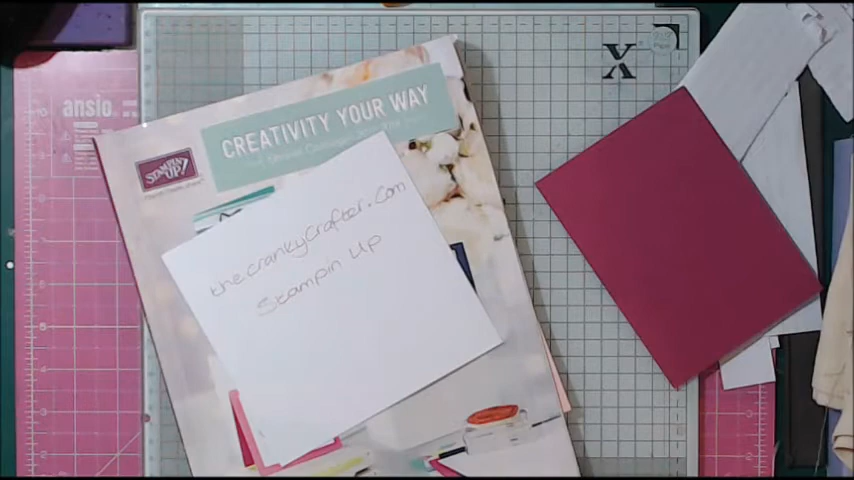 ansio
CREATIVITY YOUR WAY
STAMPIN' UP!
thecrankyCrafter.com
Stampin Up